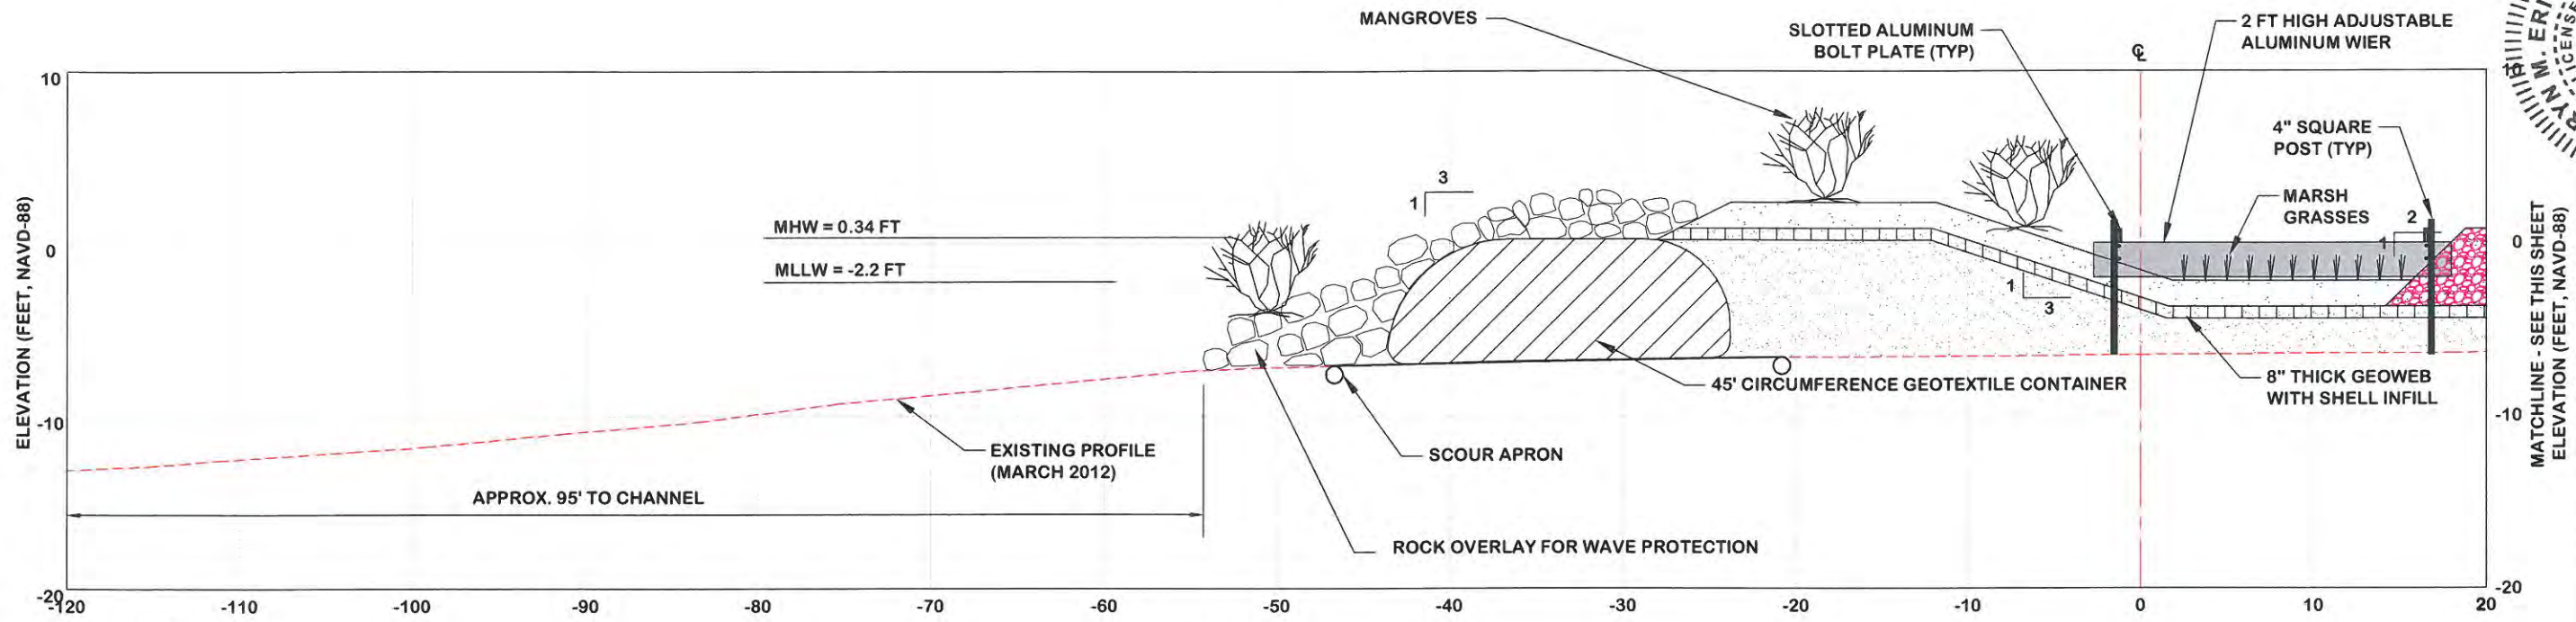 MANGROVES
SLOTTED ALUMINUM
BOLT PLATE (TYP)
℄
2 FT HIGH ADJUSTABLE
ALUMINUM WIER
4" SQUARE
POST (TYP)
MARSH
GRASSES
10
0
-10
-20
ELEVATION (FEET, NAVD-88)
MHW = 0.34 FT
MLLW = -2.2 FT
3
1
1
3
2
1
45' CIRCUMFERENCE GEOTEXTILE CONTAINER
8" THICK GEOWEB
WITH SHELL INFILL
SCOUR APRON
EXISTING PROFILE
(MARCH 2012)
APPROX. 95' TO CHANNEL
ROCK OVERLAY FOR WAVE PROTECTION
10
0
-10
-20
MATCHLINE - SEE THIS SHEET
ELEVATION (FEET, NAVD-88)
-120 -110 -100 -90 -80 -70 -60 -50 -40 -30 -20 -10 0 10 20